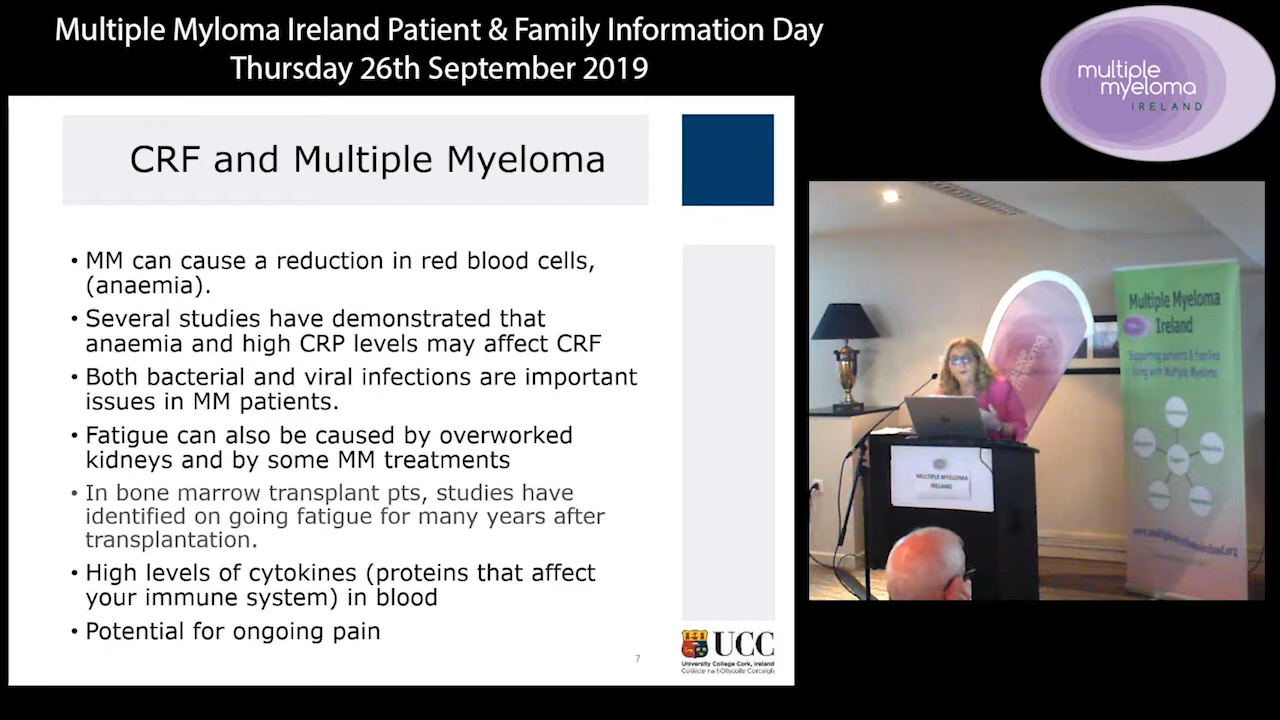 Multiple Myloma Ireland Patient & Family Information Day
Thursday 26th September 2019
multiple
myeloma
IRELAND
CRF and Multiple Myeloma
• MM can cause a reduction in red blood cells,
(anaemia).
• Several studies have demonstrated that
anaemia and high CRP levels may affect CRF
• Both bacterial and viral infections are important
issues in MM patients.
• Fatigue can also be caused by overworked
kidneys and by some MM treatments
• In bone marrow transplant pts, studies have
identified on going fatigue for many years after
transplantation.
• High levels of cytokines (proteins that affect
your immune system) in blood
• Potential for ongoing pain
7
UCC
University College Cork, Ireland
Coláiste na hOllscoile Corcaigh
MULTIPLE MYELOMA
IRELAND
Multiple Myeloma
Ireland
Supporting patients & families
living with Multiple Myeloma